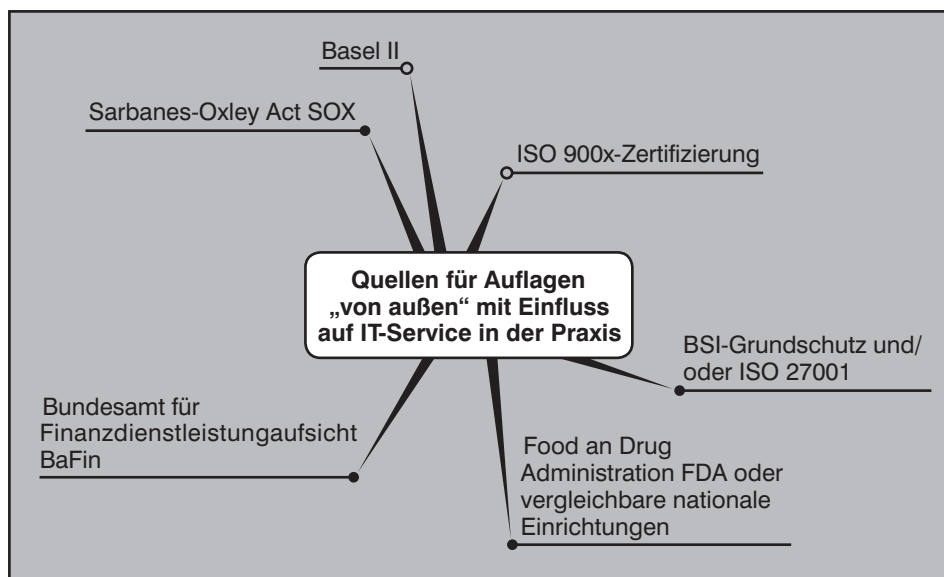 Basel II
Sarbanes-Oxley Act SOX
ISO 900x-Zertifizierung
Quellen für Auflagen
„von außen“ mit Einfluss
auf IT-Service in der Praxis
BSI-Grundschutz und/
oder ISO 27001
Bundesamt für
Finanzdienstleistungaufsicht
BaFin
Food an Drug
Administration FDA oder
vergleichbare nationale
Einrichtungen